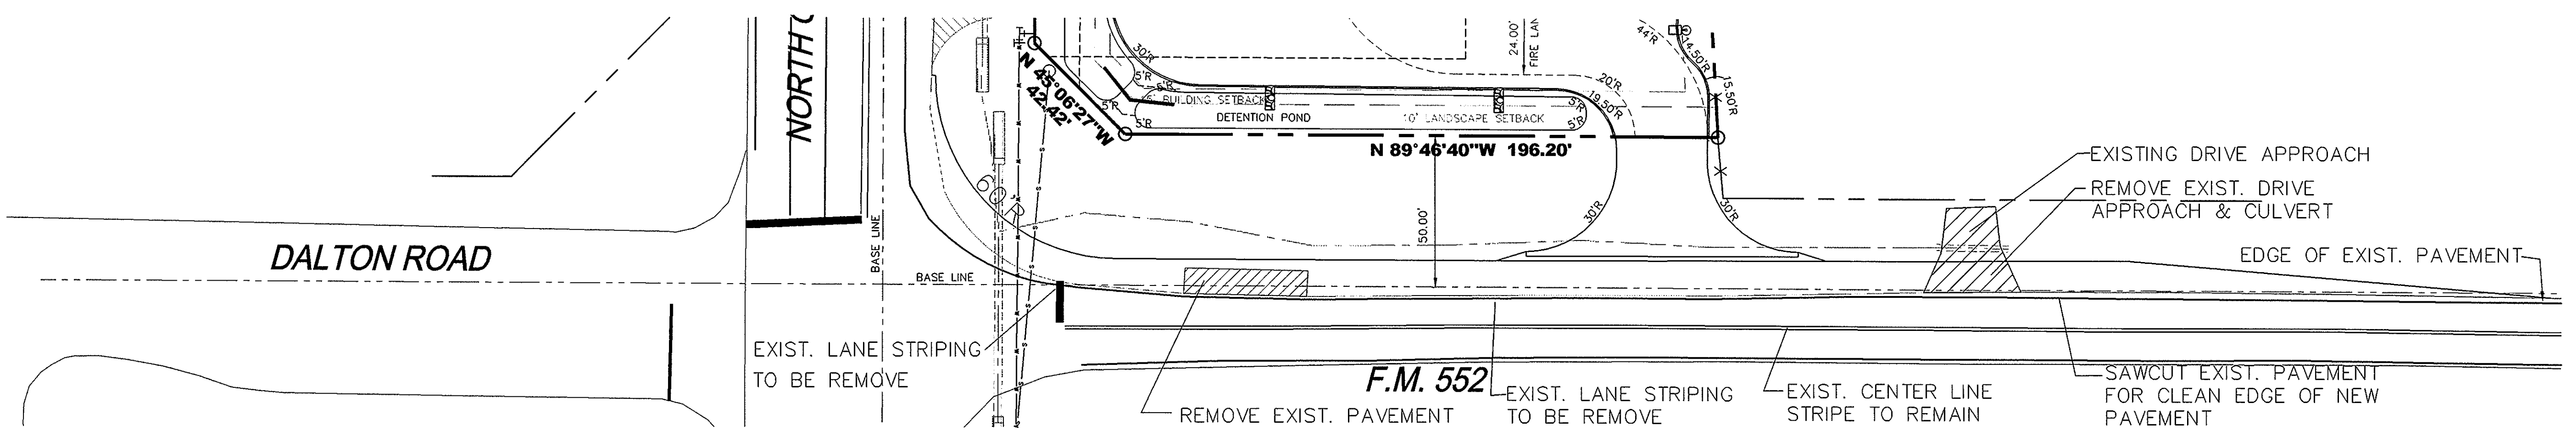 DALTON ROAD
NORTH
BASE LINE
BASE LINE
N 45°06'27"W
42.42'
60'R
30'R
5'R
5'R
5'R
5'R
BUILDING SETBACK
DETENTION POND
10' LANDSCAPE SETBACK
5'R
5'R
24.00'
FIRE LAN
20'R
19.50'R
44'R
14.50'R
15.50'R
N 89°46'40"W 196.20'
50.00'
30'R
30'R
EXISTING DRIVE APPROACH
REMOVE EXIST. DRIVE
APPROACH & CULVERT
EDGE OF EXIST. PAVEMENT
EXIST. LANE STRIPING
TO BE REMOVE
REMOVE EXIST. PAVEMENT
F.M. 552
EXIST. LANE STRIPING
TO BE REMOVE
EXIST. CENTER LINE
STRIPE TO REMAIN
SAWCUT EXIST. PAVEMENT
FOR CLEAN EDGE OF NEW
PAVEMENT